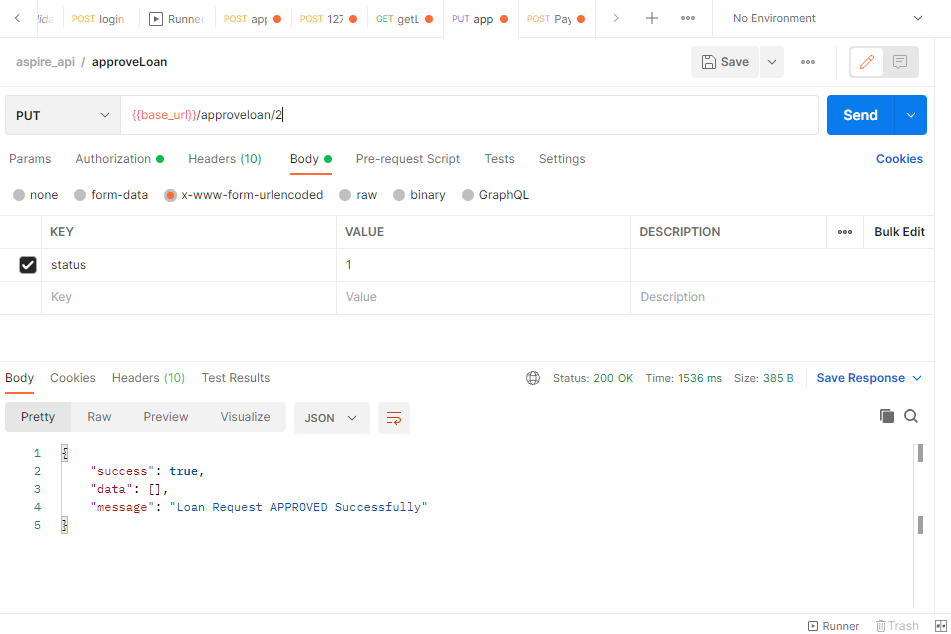 POST login
Runner
POST app
POST 127
GET getL
PUT app
POST Pay
No Environment
aspire_api / approveLoan
Save
PUT
{{base_url}}/approveloan/2
Send
Params Authorization Headers (10) Body Pre-request Script Tests Settings Cookies
none form-data x-www-form-urlencoded raw binary GraphQL
KEY VALUE DESCRIPTION Bulk Edit
status 1
Key Value Description
Body Cookies Headers (10) Test Results Status: 200 OK Time: 1536 ms Size: 385 B Save Response
Pretty Raw Preview Visualize JSON
1 {
2 "success": true,
3 "data": [],
4 "message": "Loan Request APPROVED Successfully"
5 }
Runner Trash